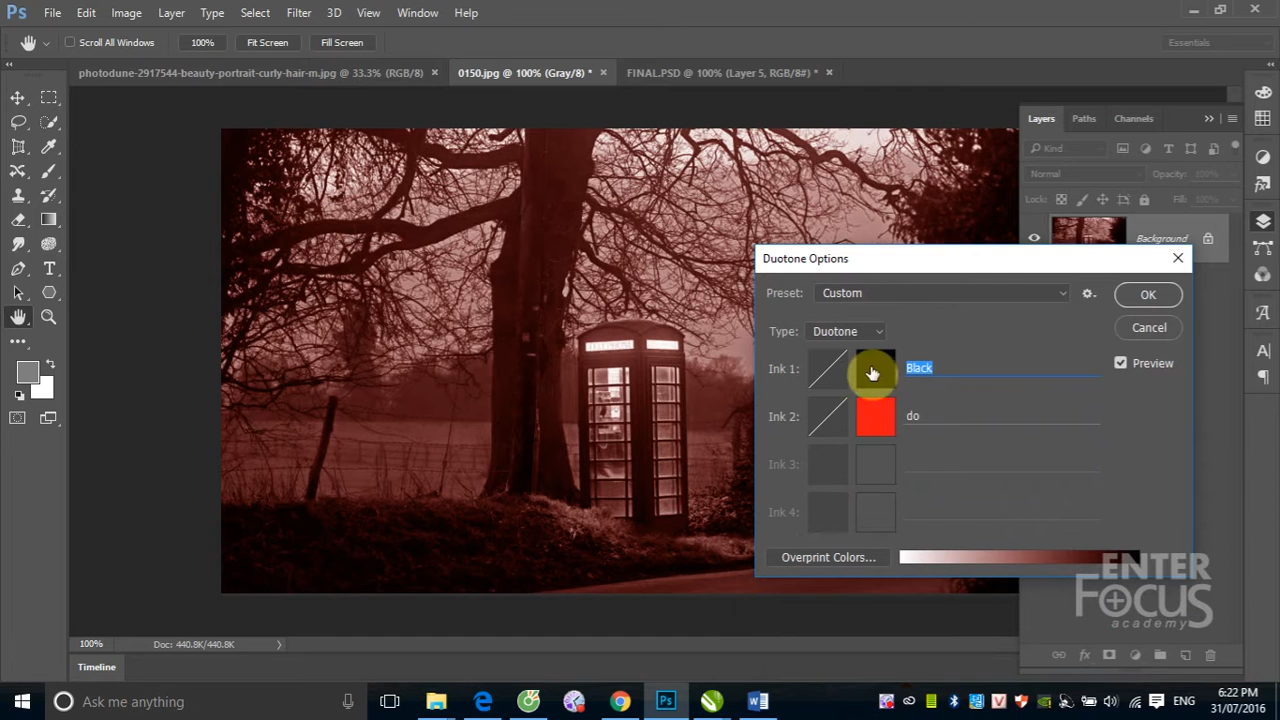 Ps File Edit Image Layer Type Select Filter 3D View Window Help
Scroll All Windows 100% Fit Screen Fill Screen Essentials
photodune-2917544-beauty-portrait-curly-hair-m.jpg @ 33.3% (RGB/8) × 0150.jpg @ 100% (Gray/8) * × FINAL.PSD @ 100% (Layer 5, RGB/8#) * ×
Layers Paths Channels
Kind
Normal Opacity: 100%
Lock: Fill: 100%
Background
TELEPHONE
Duotone Options
Preset: Custom OK
Type: Duotone Cancel
Ink 1: Black Preview
Ink 2: do
Ink 3:
Ink 4:
Overprint Colors...
ENTER
FOCUS
academy
100% Doc: 440.8K/440.8K
Timeline
Ask me anything
Ps
ENG
6:22 PM
31/07/2016